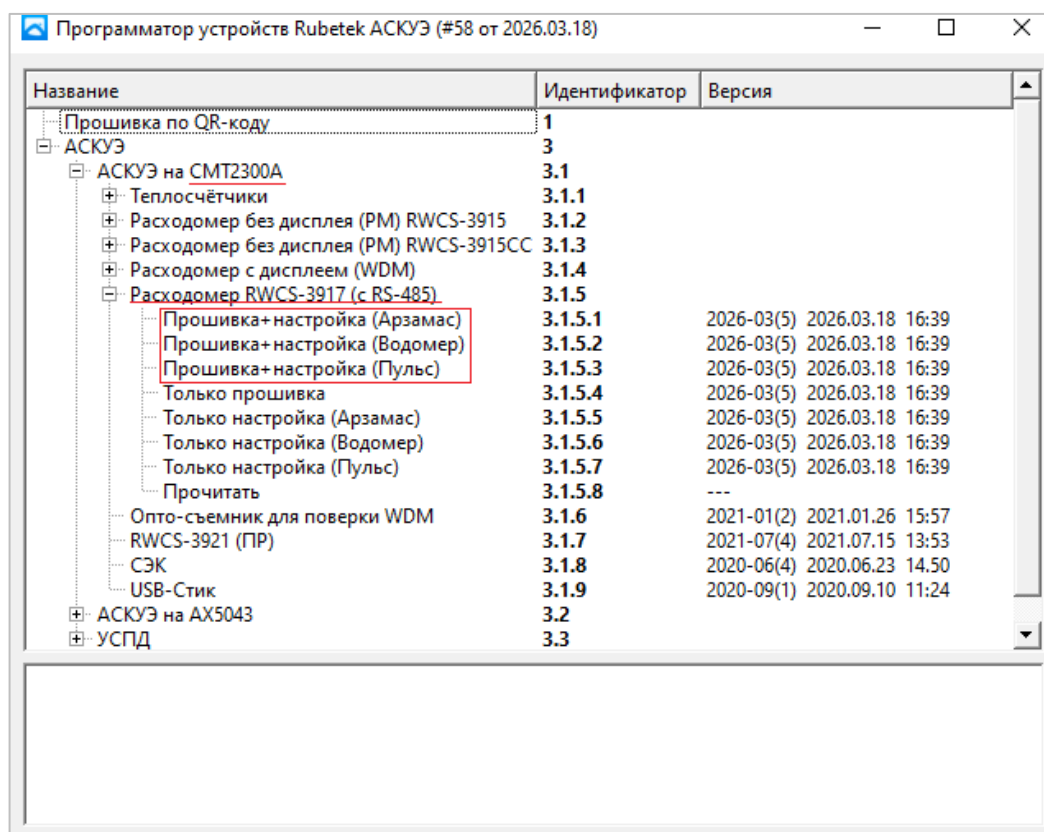 Программатор устройств Rubetek АСКУЭ (#58 от 2026.03.18)
Название Идентификатор Версия
Прошивка по QR-коду 1
АСКУЭ 3
АСКУЭ на CMT2300A 3.1
Теплосчётчики 3.1.1
Расходомер без дисплея (РМ) RWCS-3915 3.1.2
Расходомер без дисплея (РМ) RWCS-3915CC 3.1.3
Расходомер с дисплеем (WDM) 3.1.4
Расходомер RWCS-3917 (с RS-485) 3.1.5
Прошивка+настройка (Арзамас) 3.1.5.1 2026-03(5) 2026.03.18 16:39
Прошивка+настройка (Водомер) 3.1.5.2 2026-03(5) 2026.03.18 16:39
Прошивка+настройка (Пульс) 3.1.5.3 2026-03(5) 2026.03.18 16:39
Только прошивка 3.1.5.4 2026-03(5) 2026.03.18 16:39
Только настройка (Арзамас) 3.1.5.5 2026-03(5) 2026.03.18 16:39
Только настройка (Водомер) 3.1.5.6 2026-03(5) 2026.03.18 16:39
Только настройка (Пульс) 3.1.5.7 2026-03(5) 2026.03.18 16:39
Прочитать 3.1.5.8 ---
Опто-съемник для поверки WDM 3.1.6 2021-01(2) 2021.01.26 15:57
RWCS-3921 (ПР) 3.1.7 2021-07(4) 2021.07.15 13:53
СЭК 3.1.8 2020-06(4) 2020.06.23 14.50
USB-Стик 3.1.9 2020-09(1) 2020.09.10 11:24
АСКУЭ на AX5043 3.2
УСПД 3.3